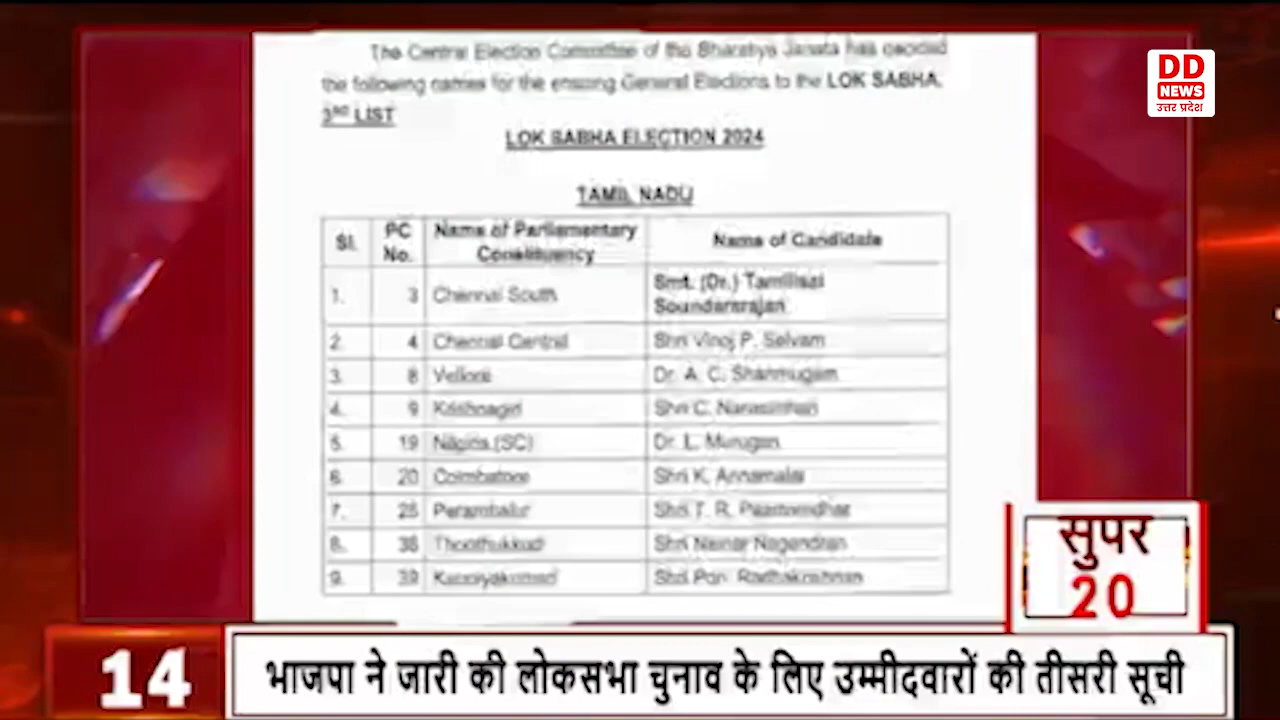 The Central Election Committee of the Bharatiya Janata has decided
the following names for the ensuing General Elections to the LOK SABHA.
3RD LIST
LOK SABHA ELECTION 2024
TAMIL NADU
Sl. PC No. Name of Parliamentary Constituency Name of Candidate
1. 3 Chennai South Smt. (Dr.) Tamilisai Soundararajan
2. 4 Chennai Central Shri Vinoj P. Selvam
3. 8 Vellore Dr. A. C. Shanmugam
4. 9 Krishnagiri Shri C. Narasimhan
5. 19 Nilgiris (SC) Dr. L. Murugan
6. 20 Coimbatore Shri K. Annamalai
7. Perambalur Shri T. R.
8. 36 Thoothukkudi Shri Nainar Nagendran
9. 39 Kanniyakumari Shri Pon. Radhakrishnan
DD
NEWS
उत्तर प्रदेश
सुपर
20
14
भाजपा ने जारी की लोकसभा चुनाव के लिए उम्मीदवारों की तीसरी सूची